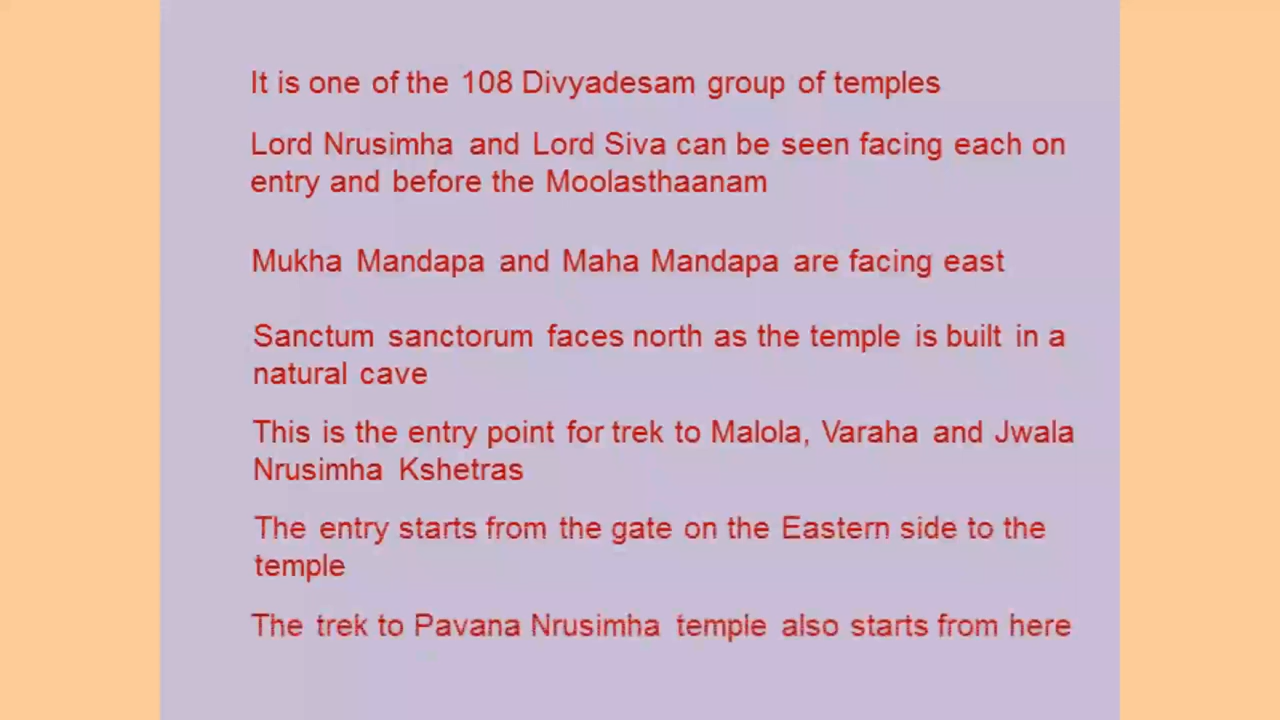 It is one of the 108 Divyadesam group of temples
Lord Nrusimha and Lord Siva can be seen facing each on
entry and before the Moolasthaanam
Mukha Mandapa and Maha Mandapa are facing east
Sanctum sanctorum faces north as the temple is built in a
natural cave
This is the entry point for trek to Malola, Varaha and Jwala
Nrusimha Kshetras
The entry starts from the gate on the Eastern side to the
temple
The trek to Pavana Nrusimha temple also starts from here